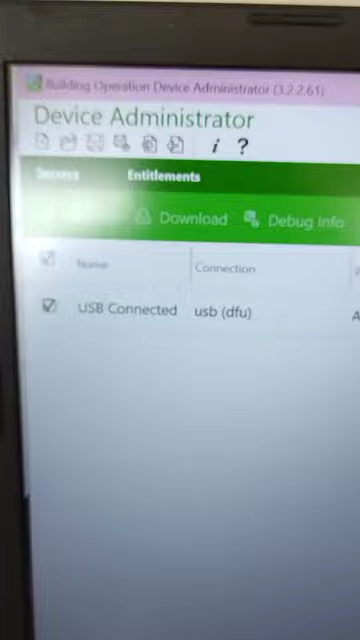 Building Operation Device Administrator (3.2.2.61)
Device Administrator
i ?
Servers Entitlements
Download Debug Info
Name Connection
USB Connected usb (dfu) A